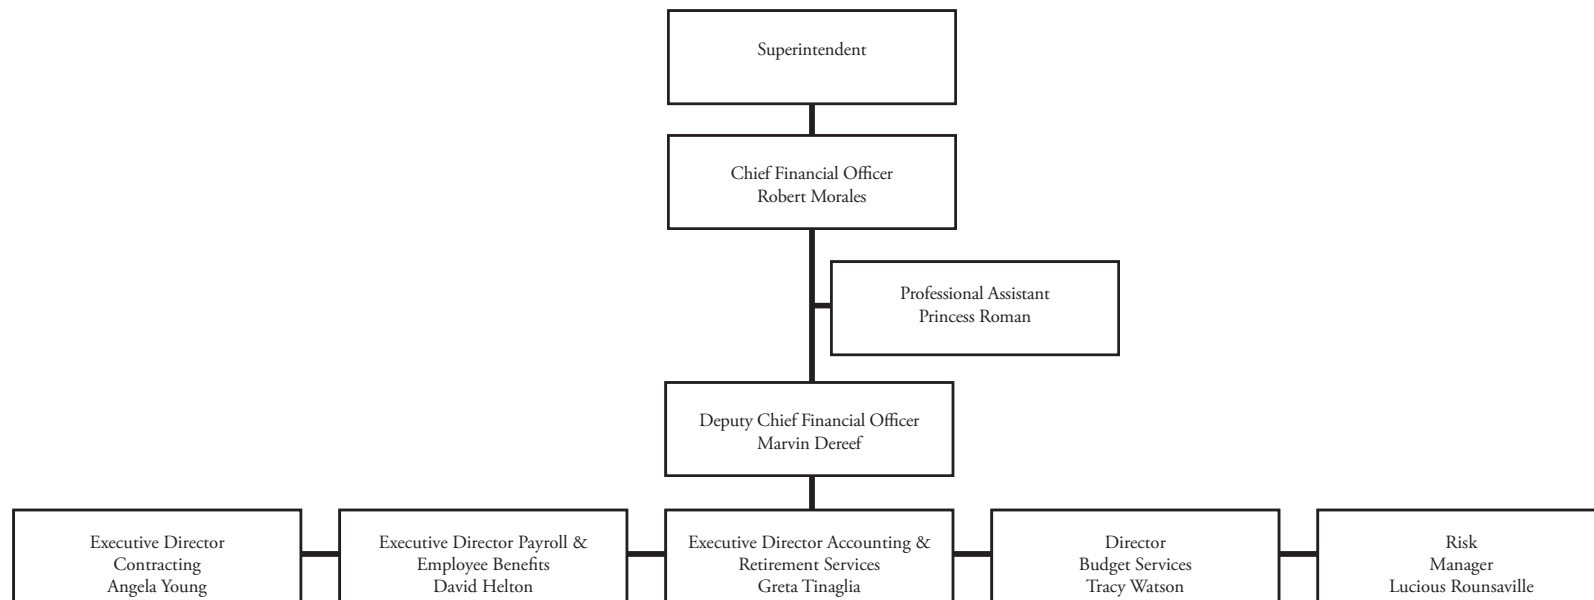 Superintendent
Chief Financial Officer
Robert Morales
Professional Assistant
Princess Roman
Deputy Chief Financial Officer
Marvin Dereef
Executive Director
Contracting
Angela Young
Executive Director Payroll &
Employee Benefits
David Helton
Executive Director Accounting &
Retirement Services
Greta Tinaglia
Director
Budget Services
Tracy Watson
Risk
Manager
Lucious Rounsaville